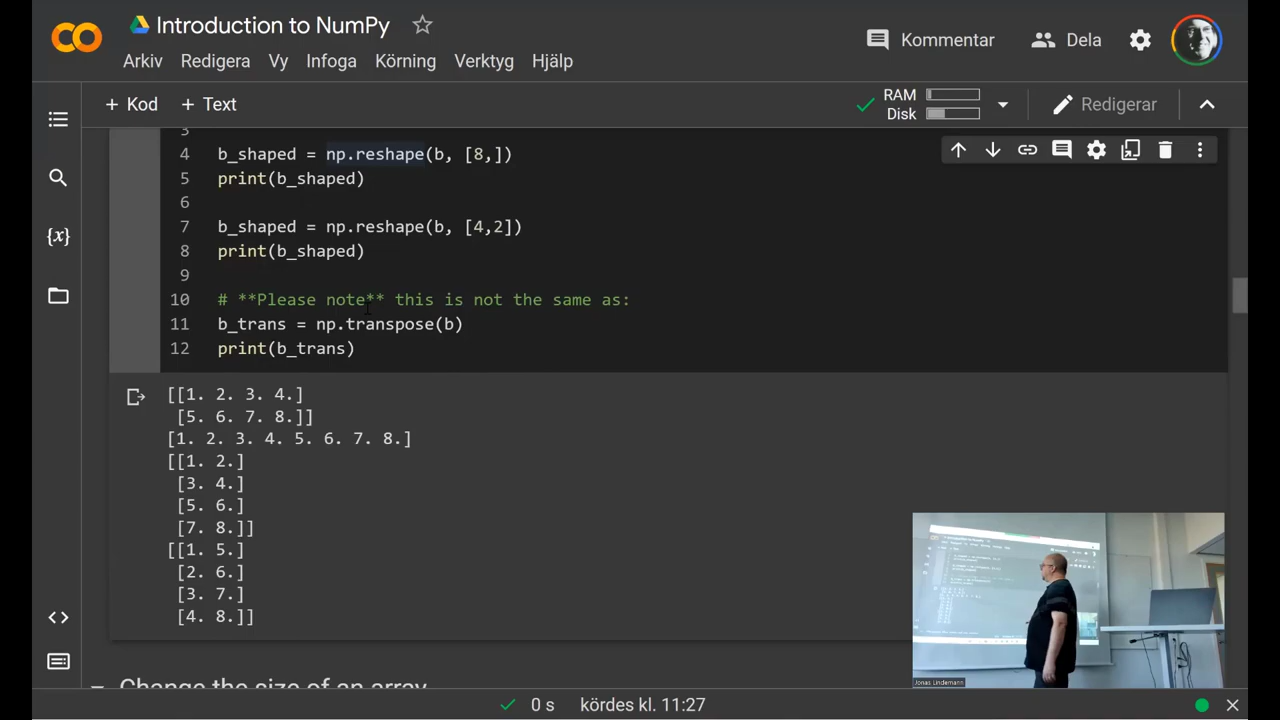 Introduction to NumPy
Kommentar
Dela
Arkiv Redigera Vy Infoga Körning Verktyg Hjälp
+ Kod + Text
RAM
Disk
Redigerar
3
4 b_shaped = np.reshape(b, [8,])
5 print(b_shaped)
6
7 b_shaped = np.reshape(b, [4,2])
8 print(b_shaped)
9
10 # **Please note** this is not the same as:
11 b_trans = np.transpose(b)
12 print(b_trans)
[[1. 2. 3. 4.]
[5. 6. 7. 8.]]
[1. 2. 3. 4. 5. 6. 7. 8.]
[[1. 2.]
[3. 4.]
[5. 6.]
[7. 8.]]
[[1. 5.]
[2. 6.]
[3. 7.]
[4. 8.]]
Jonas Lindemann
Change the size of an array
0 s kördes kl. 11:27